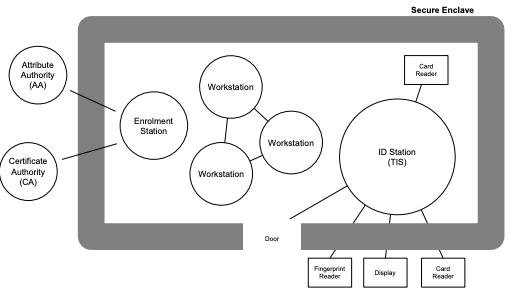 Secure Enclave
Attribute
Authority
(AA)
Card
Reader
Workstation
Enrolment
Station
Workstation
ID Station
(TIS)
Certificate
Authority
(CA)
Workstation
Door
Fingerprint
Reader
Display
Card
Reader